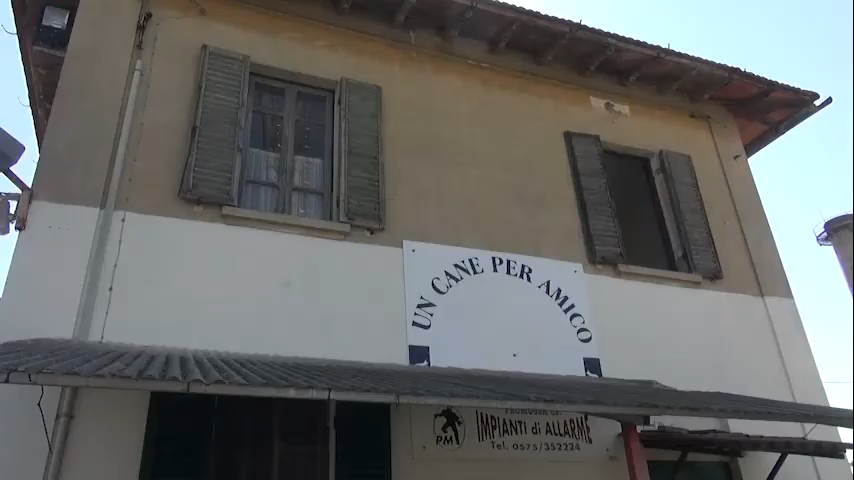 UN CANE PER AMICO
IMPIANTI di ALLARME
PM
Tel. 0575/352224